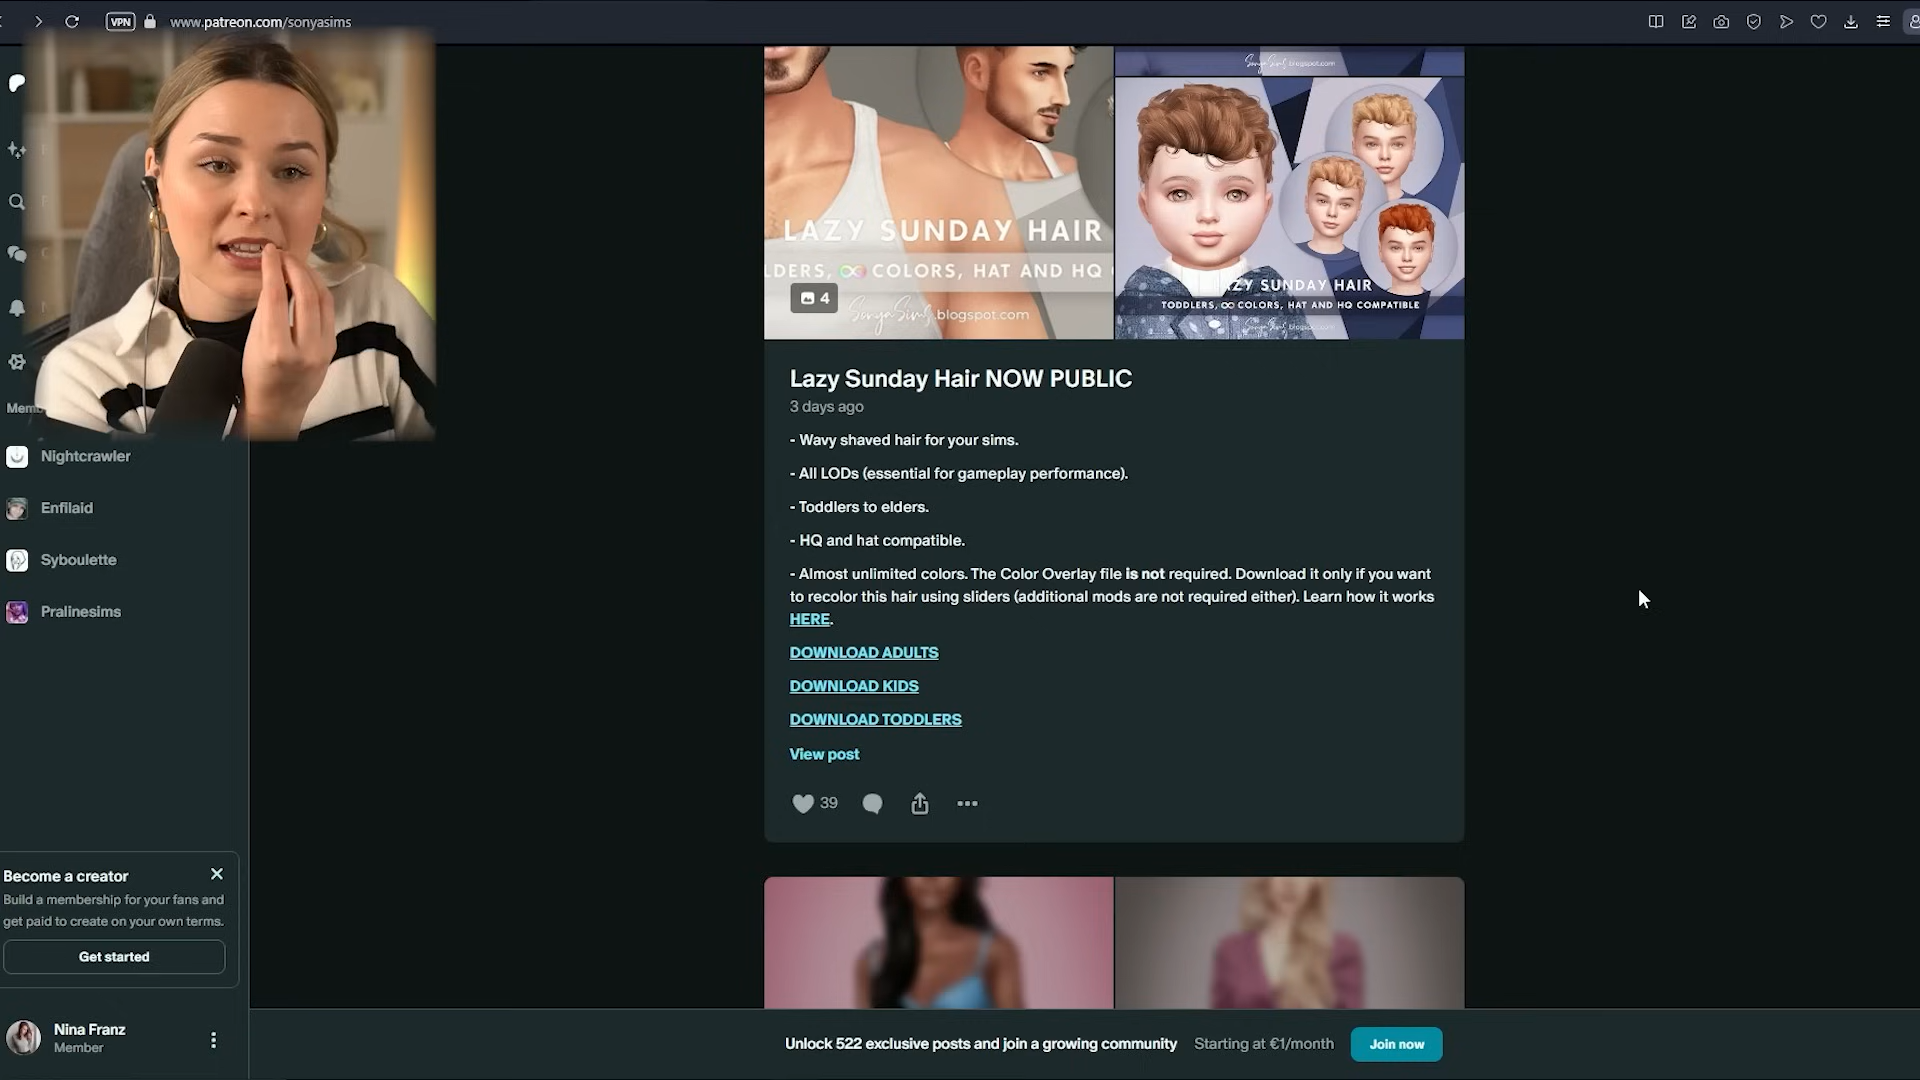 VPN
www.patreon.com/sonyasims
SonyaSims.blogspot.com
LAZY SUNDAY HAIR
LDERS, ∞ COLORS, HAT AND HQ
4
SonyaSims.blogspot.com
ZY SUNDAY HAIR
TODDLERS, ∞ COLORS, HAT AND HQ COMPATIBLE
SonyaSims.blogspot.com
Lazy Sunday Hair NOW PUBLIC
3 days ago
- Wavy shaved hair for your sims.
- All LODs (essential for gameplay performance).
- Toddlers to elders.
- HQ and hat compatible.
- Almost unlimited colors. The Color Overlay file is not required. Download it only if you want
to recolor this hair using sliders (additional mods are not required either). Learn how it works
HERE.
DOWNLOAD ADULTS
DOWNLOAD KIDS
DOWNLOAD TODDLERS
View post
39
Nightcrawler
Enfilaid
Syboulette
Pralinesims
Become a creator
Build a membership for your fans and
get paid to create on your own terms.
Get started
Nina Franz
Member
Unlock 522 exclusive posts and join a growing community
Starting at €1/month
Join now